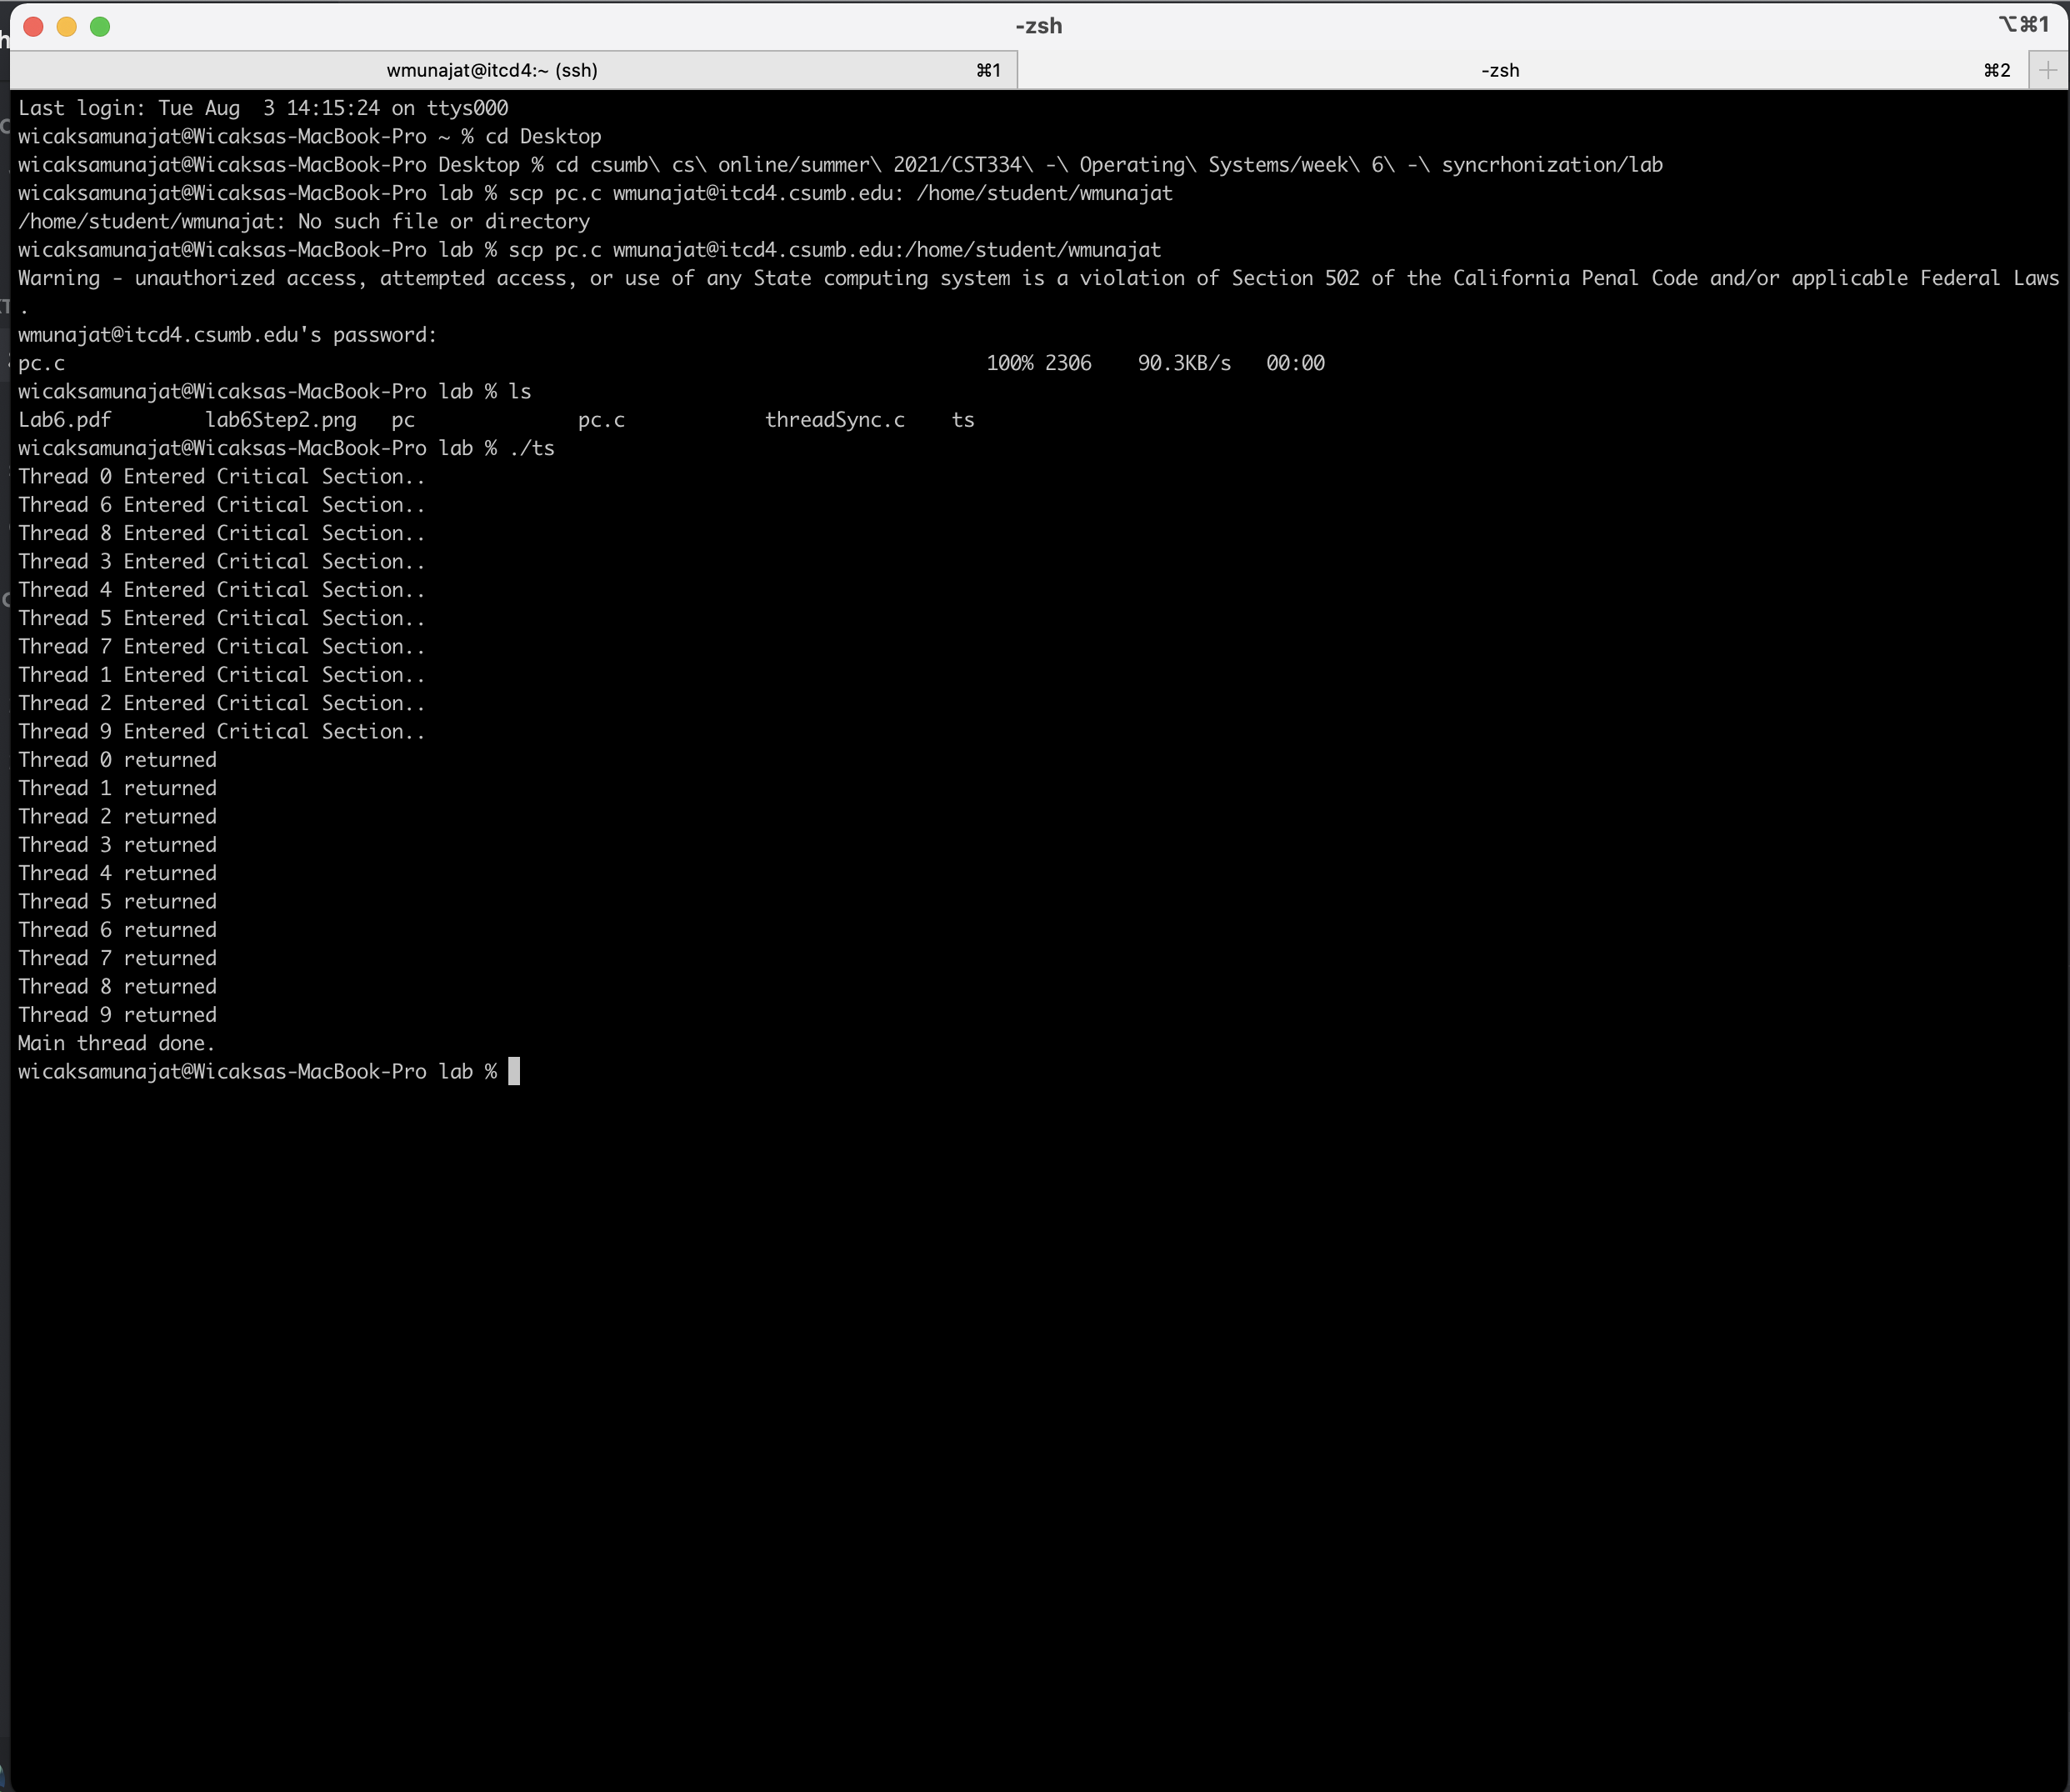 -zsh ⌥⌘1
wmunajat@itcd4:~ (ssh) ⌘1 -zsh ⌘2
Last login: Tue Aug  3 14:15:24 on ttys000
wicaksamunajat@Wicaksas-MacBook-Pro ~ % cd Desktop
wicaksamunajat@Wicaksas-MacBook-Pro Desktop % cd csumb\ cs\ online/summer\ 2021/CST334\ -\ Operating\ Systems/week\ 6\ -\ syncrhonization/lab
wicaksamunajat@Wicaksas-MacBook-Pro lab % scp pc.c wmunajat@itcd4.csumb.edu: /home/student/wmunajat
/home/student/wmunajat: No such file or directory
wicaksamunajat@Wicaksas-MacBook-Pro lab % scp pc.c wmunajat@itcd4.csumb.edu:/home/student/wmunajat
Warning - unauthorized access, attempted access, or use of any State computing system is a violation of Section 502 of the California Penal Code and/or applicable Federal Laws
.
wmunajat@itcd4.csumb.edu's password:
pc.c 100% 2306 90.3KB/s 00:00
wicaksamunajat@Wicaksas-MacBook-Pro lab % ls
Lab6.pdf lab6Step2.png pc pc.c threadSync.c ts
wicaksamunajat@Wicaksas-MacBook-Pro lab % ./ts
Thread 0 Entered Critical Section..
Thread 6 Entered Critical Section..
Thread 8 Entered Critical Section..
Thread 3 Entered Critical Section..
Thread 4 Entered Critical Section..
Thread 5 Entered Critical Section..
Thread 7 Entered Critical Section..
Thread 1 Entered Critical Section..
Thread 2 Entered Critical Section..
Thread 9 Entered Critical Section..
Thread 0 returned
Thread 1 returned
Thread 2 returned
Thread 3 returned
Thread 4 returned
Thread 5 returned
Thread 6 returned
Thread 7 returned
Thread 8 returned
Thread 9 returned
Main thread done.
wicaksamunajat@Wicaksas-MacBook-Pro lab %